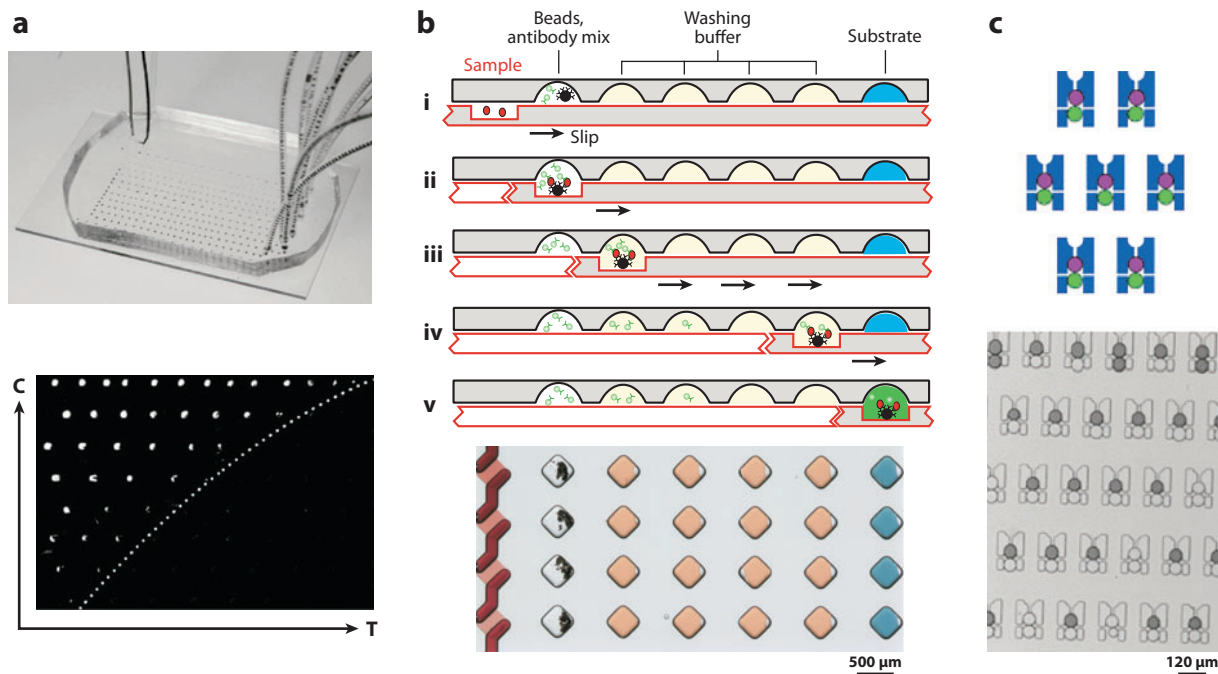 a
C
T
b
Beads,
antibody mix
Washing
buffer
Substrate
Sample
i
Slip
ii
iii
iv
v
500 µm
c
120 µm